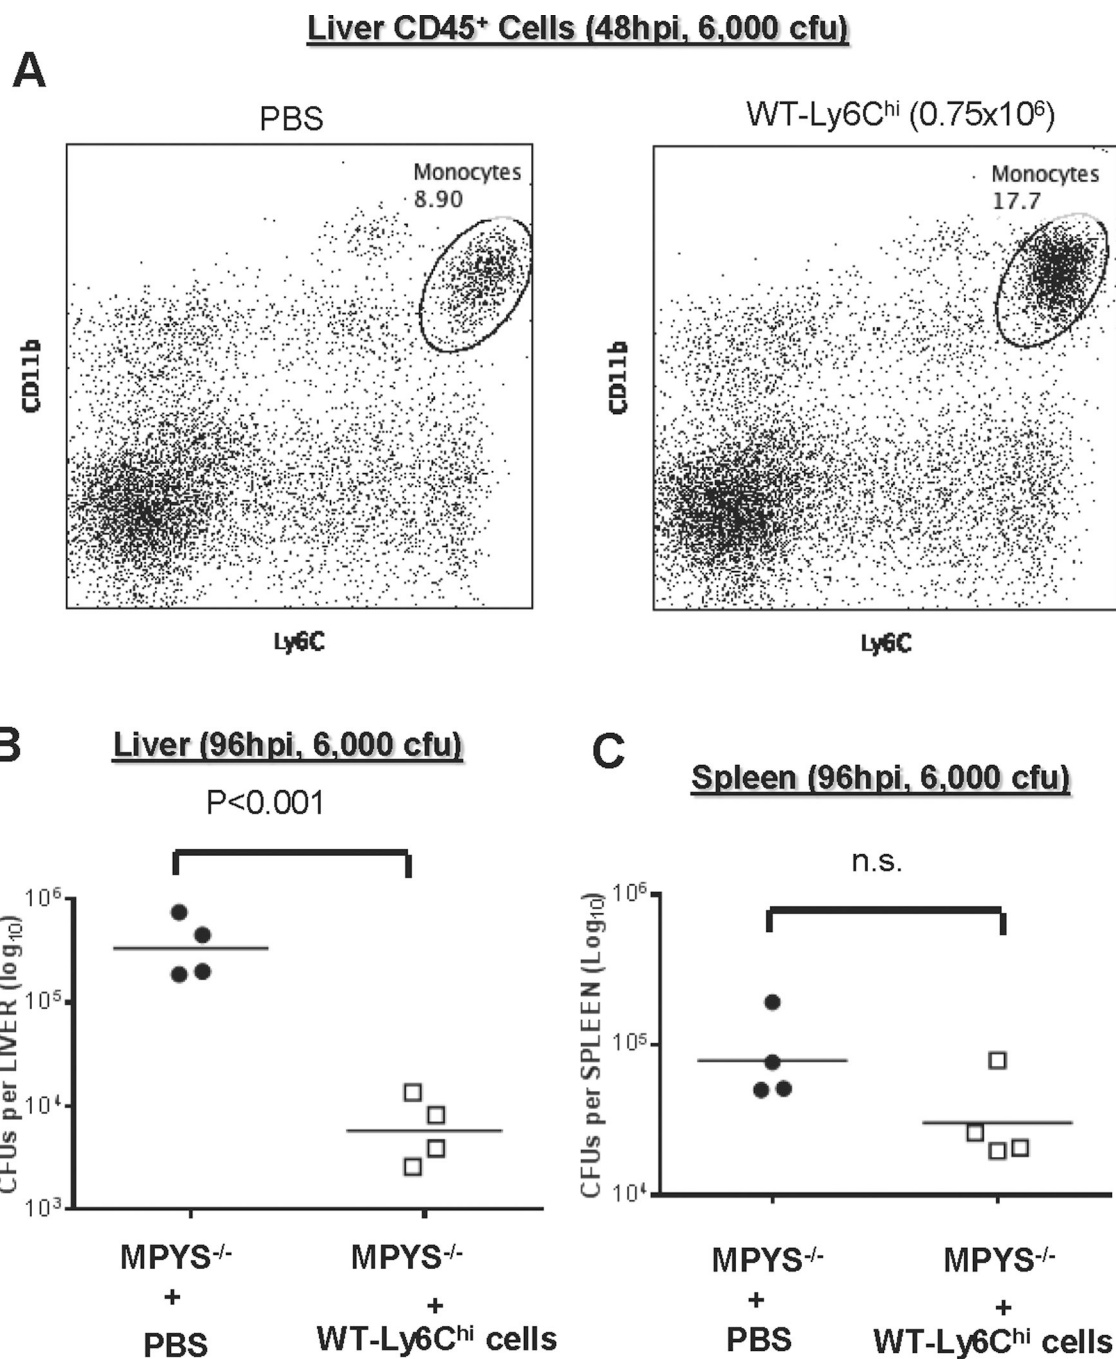 Liver CD45⁺ Cells (48hpi, 6,000 cfu)
A
PBS
WT-Ly6Cʰⁱ (0.75x10⁶)
Monocytes
8.90
Monocytes
17.7
CD11b
CD11b
Ly6C
Ly6C
B
Liver (96hpi, 6,000 cfu)
P<0.001
CFUs per LIVER (log₁₀)
10⁶
10⁵
10⁴
10³
MPYS⁻/⁻
+
PBS
MPYS⁻/⁻
+
WT-Ly6Cʰⁱ cells
C
Spleen (96hpi, 6,000 cfu)
n.s.
CFUs per SPLEEN (Log₁₀)
10⁶
10⁵
10⁴
MPYS⁻/⁻
+
PBS
MPYS⁻/⁻
+
WT-Ly6Cʰⁱ cells